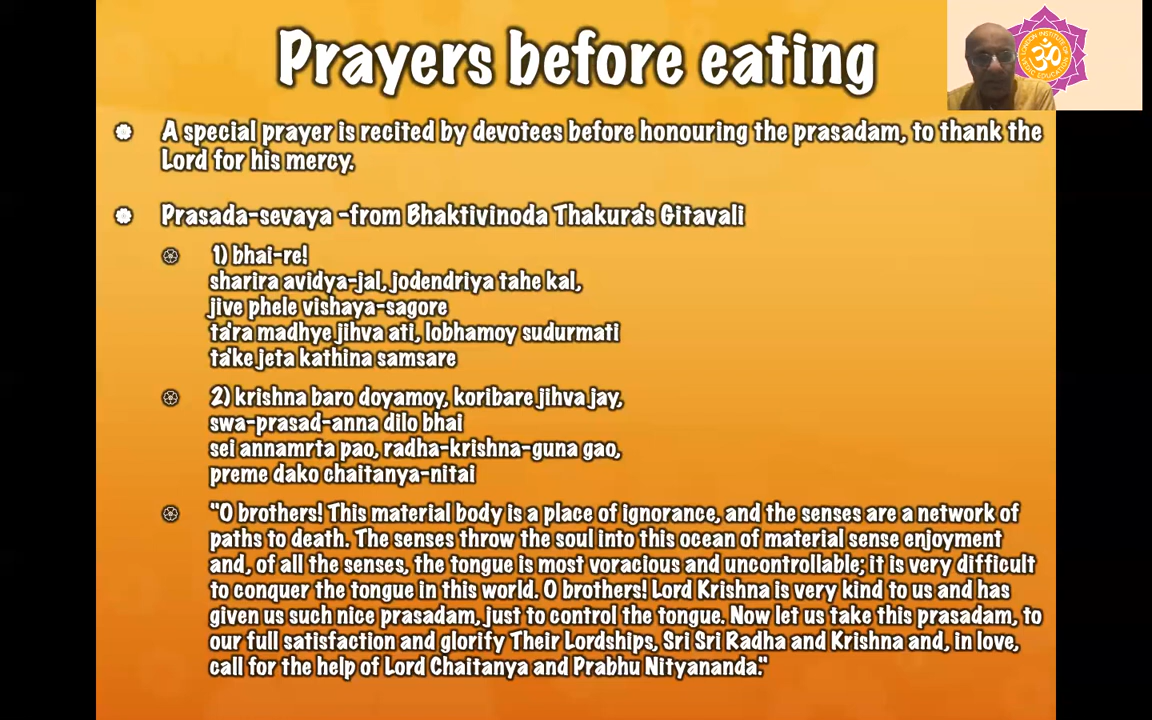 Prayers before eating
LONDON INSTITUTE OF VEDIC EDUCATION
ॐ
A special prayer is recited by devotees before honouring the prasadam, to thank the
Lord for his mercy.
Prasada-sevaya -from Bhaktivinoda Thakura's Gitavali
1) bhai-re!
sharira avidya-jal, jodendriya tahe kal,
jive phele vishaya-sagore
ta'ra madhye jihva ati, lobhamoy sudurmati
ta'ke jeta kathina samsare
2) krishna baro doyamoy, koribare jihva jay,
swa-prasad-anna dilo bhai
sei annamrta pao, radha-krishna-guna gao,
preme dako chaitanya-nitai
"O brothers! This material body is a place of ignorance, and the senses are a network of
paths to death. The senses throw the soul into this ocean of material sense enjoyment
and, of all the senses, the tongue is most voracious and uncontrollable; it is very difficult
to conquer the tongue in this world. O brothers! Lord Krishna is very kind to us and has
given us such nice prasadam, just to control the tongue. Now let us take this prasadam, to
our full satisfaction and glorify Their Lordships, Sri Sri Radha and Krishna and, in love,
call for the help of Lord Chaitanya and Prabhu Nityananda."